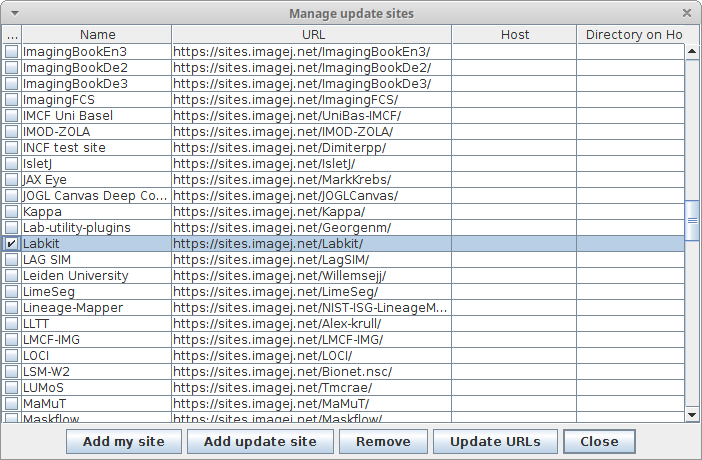 Manage update sites
... Name URL Host Directory on Ho
ImagingBookEn3 https://sites.imagej.net/ImagingBookEn3/
ImagingBookDe2 https://sites.imagej.net/ImagingBookDe2/
ImagingBookDe3 https://sites.imagej.net/ImagingBookDe3/
ImagingFCS https://sites.imagej.net/ImagingFCS/
IMCF Uni Basel https://sites.imagej.net/UniBas-IMCF/
IMOD-ZOLA https://sites.imagej.net/IMOD-ZOLA/
INCF test site https://sites.imagej.net/Dimiterpp/
IsletJ https://sites.imagej.net/IsletJ/
JAX Eye https://sites.imagej.net/MarkKrebs/
JOGL Canvas Deep Co... https://sites.imagej.net/JOGLCanvas/
Kappa https://sites.imagej.net/Kappa/
Lab-utility-plugins https://sites.imagej.net/Georgenm/
Labkit https://sites.imagej.net/Labkit/
LAG SIM https://sites.imagej.net/LagSIM/
Leiden University https://sites.imagej.net/Willemsejj/
LimeSeg https://sites.imagej.net/LimeSeg/
Lineage-Mapper https://sites.imagej.net/NIST-ISG-LineageM...
LLTT https://sites.imagej.net/Alex-krull/
LMCF-IMG https://sites.imagej.net/LMCF-IMG/
LOCI https://sites.imagej.net/LOCI/
LSM-W2 https://sites.imagej.net/Bionet.nsc/
LUMoS https://sites.imagej.net/Tmcrae/
MaMuT https://sites.imagej.net/MaMuT/
Maskflow https://sites.imagej.net/Maskflow/
Add my site Add update site Remove Update URLs Close